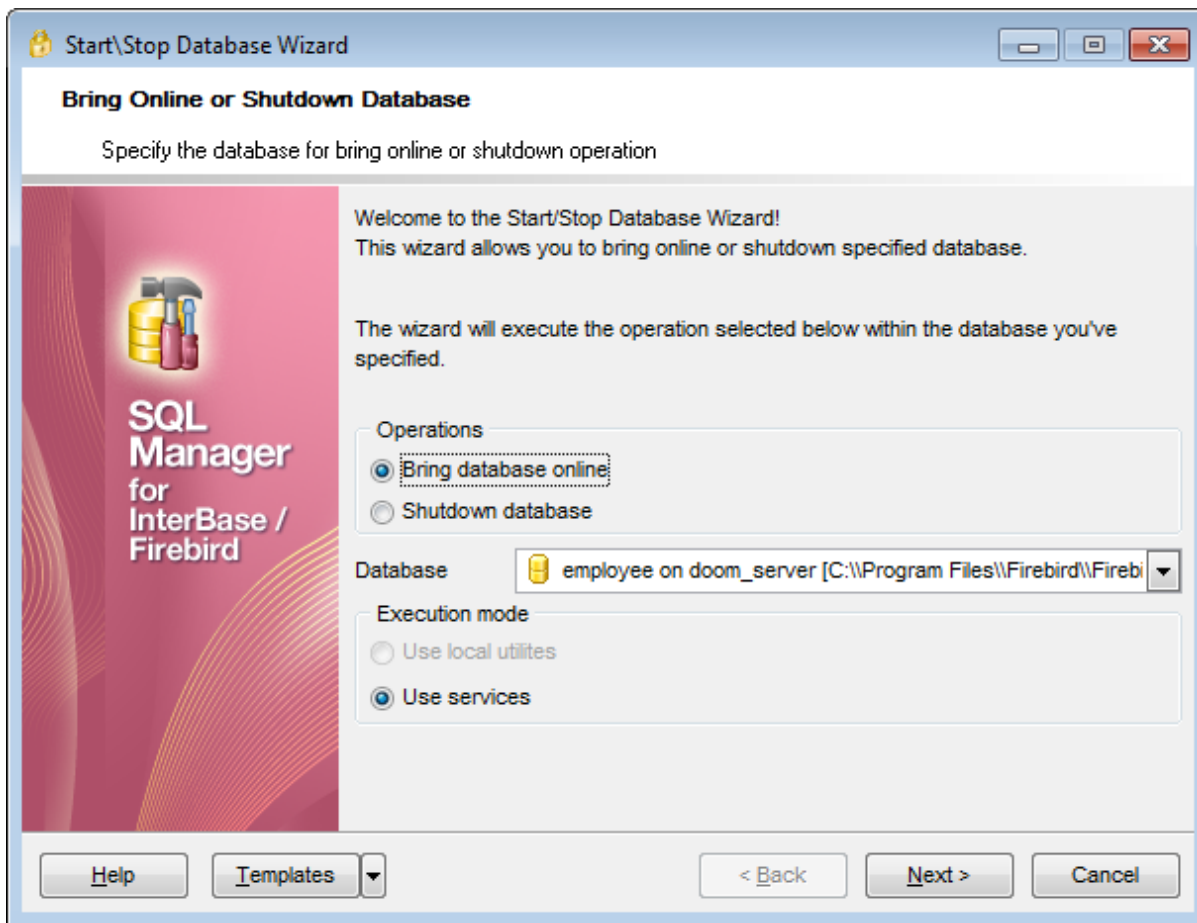 Start\Stop Database Wizard
Bring Online or Shutdown Database
Specify the database for bring online or shutdown operation
SQL
Manager
for
InterBase /
Firebird
Welcome to the Start/Stop Database Wizard!
This wizard allows you to bring online or shutdown specified database.
The wizard will execute the operation selected below within the database you've
specified.
Operations
Bring database online
Shutdown database
Database employee on doom_server [C:\\Program Files\\Firebird\\Firebi
Execution mode
Use local utilites
Use services
Help Templates < Back Next > Cancel